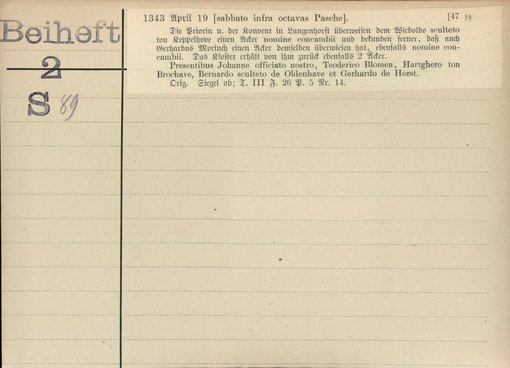 Beiheft
2
S 89
1343 April 19 [sabbato infra octavas Pasche]. [47 89
Die Priorin u. der Konvent in Langenhorst überweisen dem Wicboldo sculteto
ton Keppelhove einen Acker nomine concambii und bekunden ferner, daß auch
Gerhardus Morinch einen Acker demselben überwiesen hat, ebenfalls nomine con-
cambii. Das Kloster erhält von ihm zurück ebenfalls 2 Äcker.
Presentibus Johanne officiato nostro, Teoderico Blomen, Hartghero ton
Brochave, Bernardo sculteto de Oldenhave et Gerhardo de Horst.
Orig. Siegel ab; T. III F. 26 P. 5 Nr. 14.